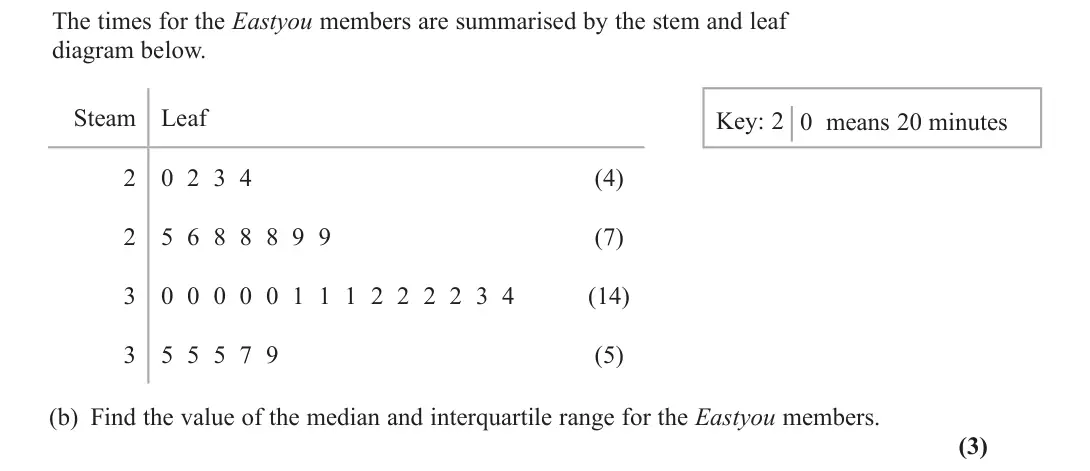 The times for the Eastyou members are summarised by the stem and leaf
diagram below.
Steam Leaf
Key: 2 | 0 means 20 minutes
2 0 2 3 4 (4)
2 5 6 8 8 8 9 9 (7)
3 0 0 0 0 0 1 1 1 2 2 2 2 3 4 (14)
3 5 5 5 7 9 (5)
(b) Find the value of the median and interquartile range for the Eastyou members.
(3)